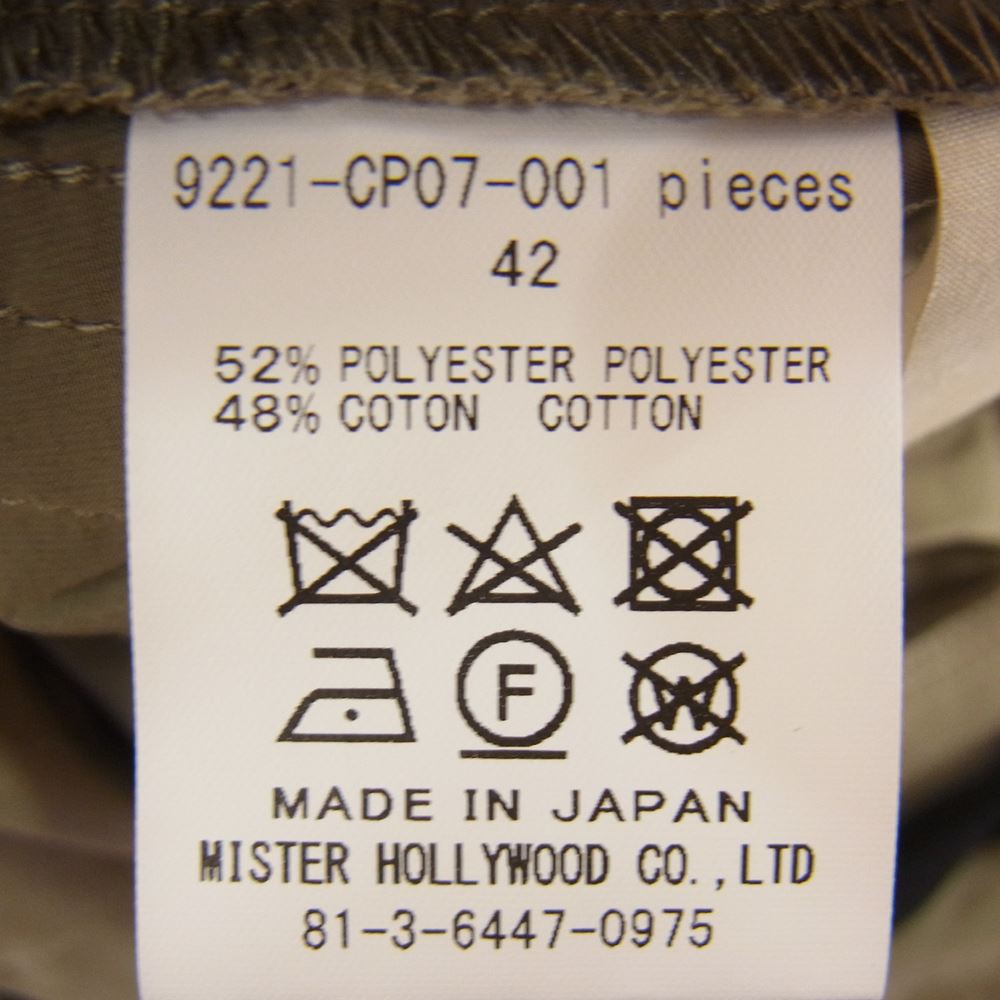 9221-CP07-001 pieces
42
52% POLYESTER POLYESTER
48% COTON COTTON
F W
MADE IN JAPAN
MISTER HOLLYWOOD CO.,LTD
81-3-6447-0975